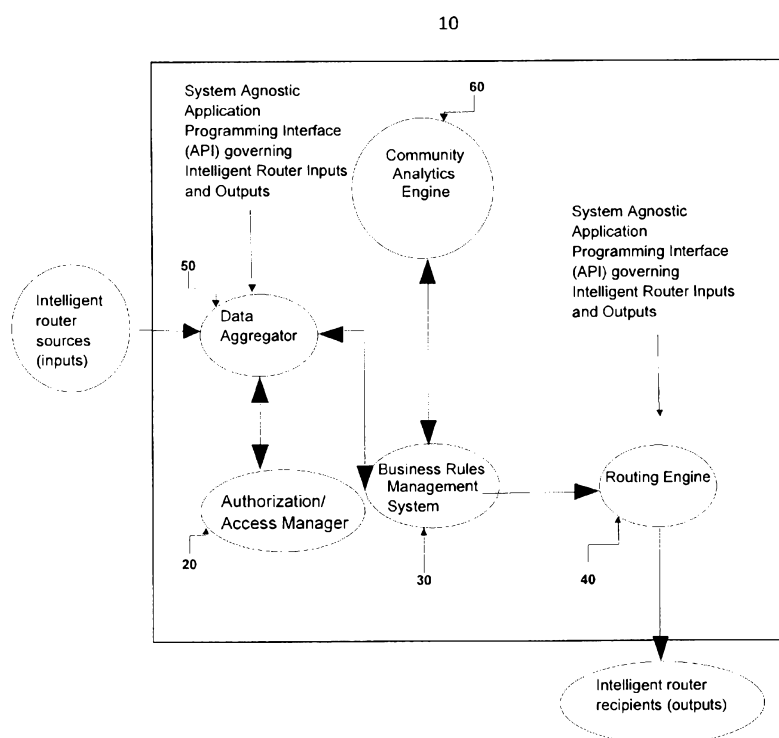 10
System Agnostic
Application
Programming Interface
(API) governing
Intelligent Router Inputs
and Outputs
60
Community
Analytics
Engine
System Agnostic
Application
Programming Interface
(API) governing
Intelligent Router Inputs
and Outputs
50
Intelligent
router
sources
(inputs)
Data
Aggregator
Authorization/
Access Manager
Business Rules
Management
System
Routing Engine
20
30
40
Intelligent router
recipients (outputs)